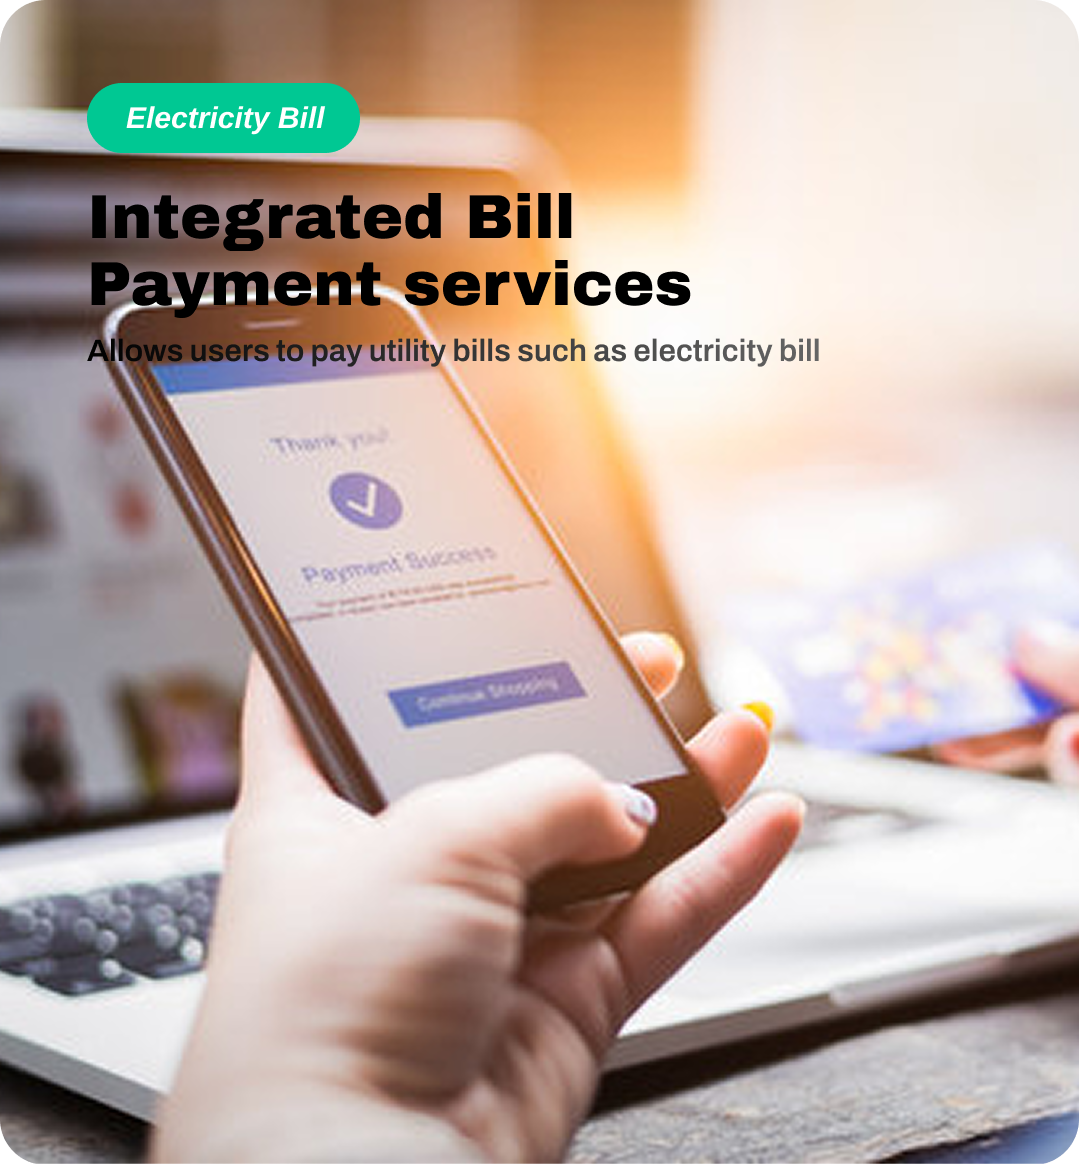 Electricity Bill
Integrated Bill
Payment services
Allows users to pay utility bills such as electricity bill
Thank you!
Payment Success
Continue Shopping